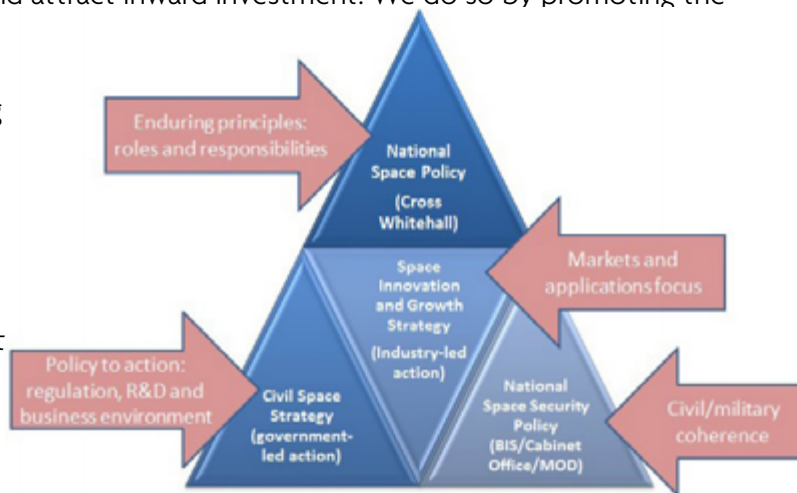 nd attract inward investment. We do so by promoting the
g
Enduring principles:
roles and responsibilities
National
Space Policy
(Cross
Whitehall)
Space
Innovation
and Growth
Strategy
(Industry-led
action)
Markets and
applications focus
Policy to action:
regulation, R&D and
business environment
Civil Space
Strategy
(government-
led action)
National
Space Security
Policy
(BIS/Cabinet
Office/MOD)
Civil/military
coherence